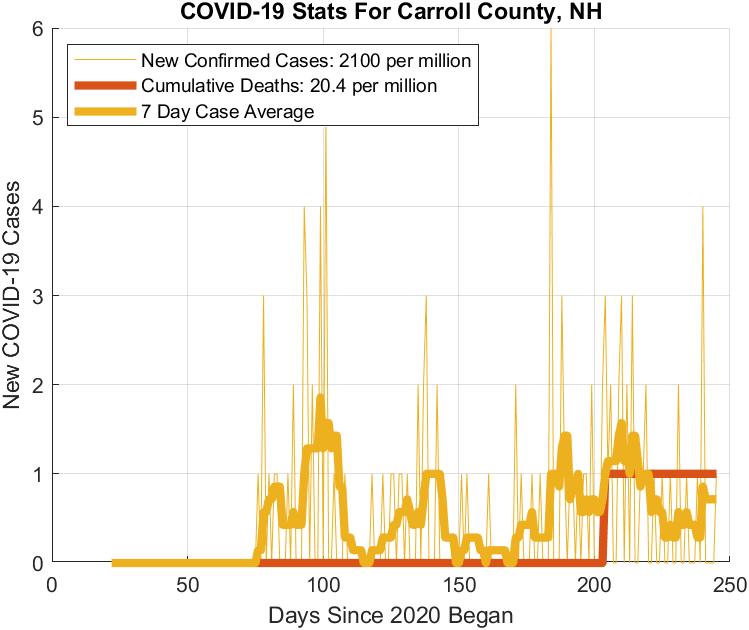 COVID-19 Stats For Carroll County, NH
New Confirmed Cases: 2100 per million
Cumulative Deaths: 20.4 per million
7 Day Case Average
New COVID-19 Cases
6
5
4
3
2
1
0
0 50 100 150 200 250
Days Since 2020 Began